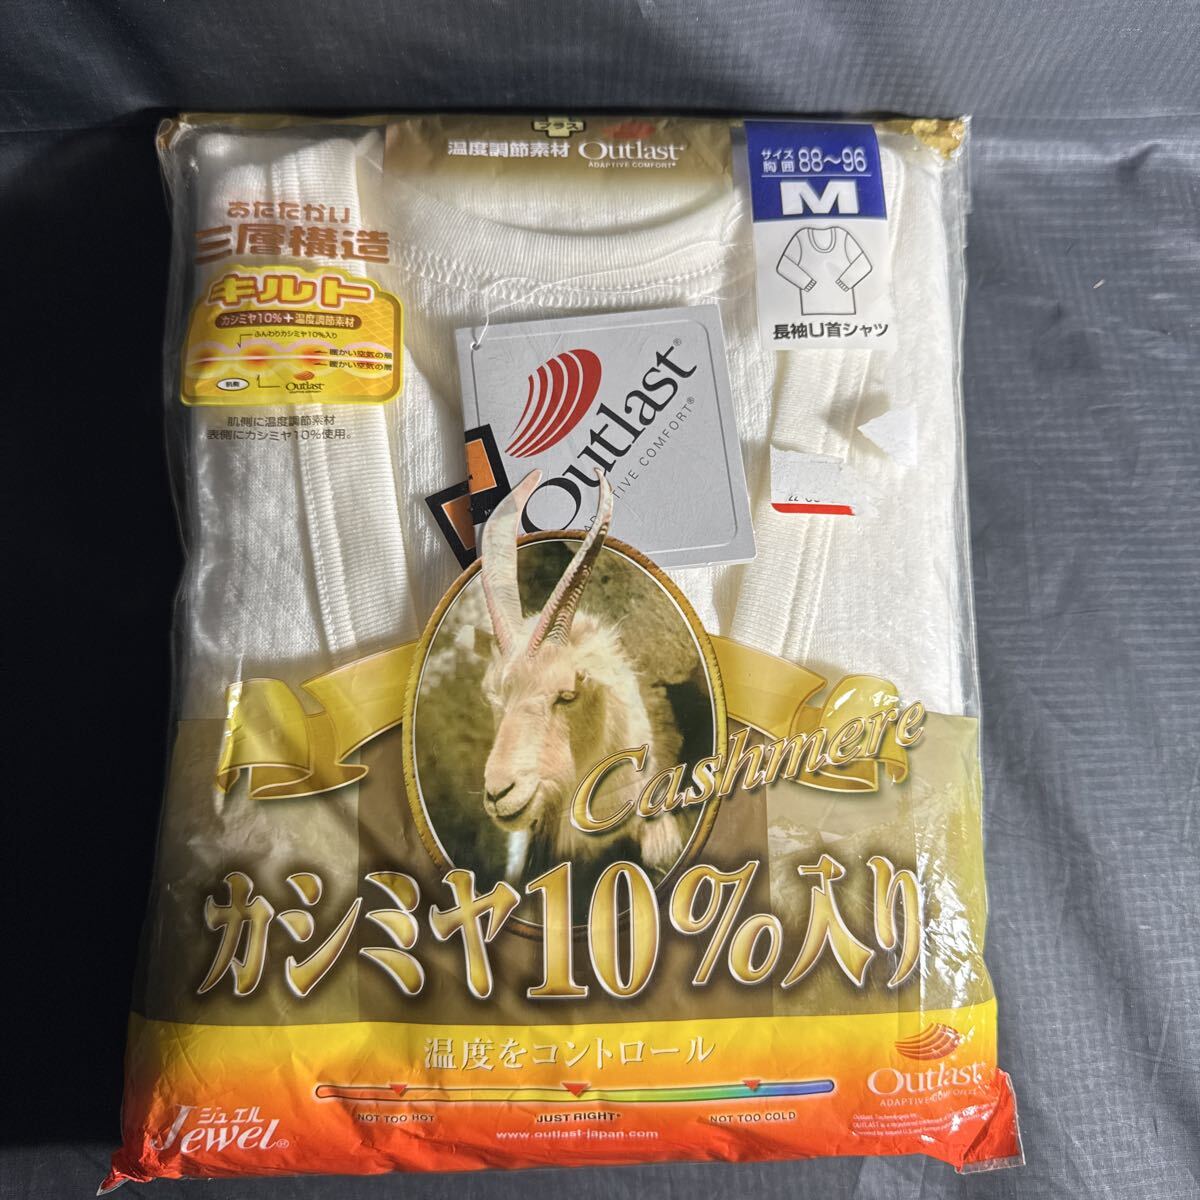 プラス
温度調節素材 Outlast®
ADAPTIVE COMFORT®
サイズ
胸囲 88～96
M
長袖U首シャツ
あたたかい
三層構造
キルト
カシミヤ10%+温度調節素材
ふんわりカシミヤ10%入り
暖かい空気の層
暖かい空気の層
肌側
Outlast
肌側に温度調節素材
表側にカシミヤ10%使用。
Outlast®
ADAPTIVE COMFORT®
Cashmere
カシミヤ10%入り
温度をコントロール
NOT TOO HOT
JUST RIGHT®
NOT TOO COLD
www.outlast-japan.com
ジュエル
Jewel®
Outlast®
ADAPTIVE COMFORT®